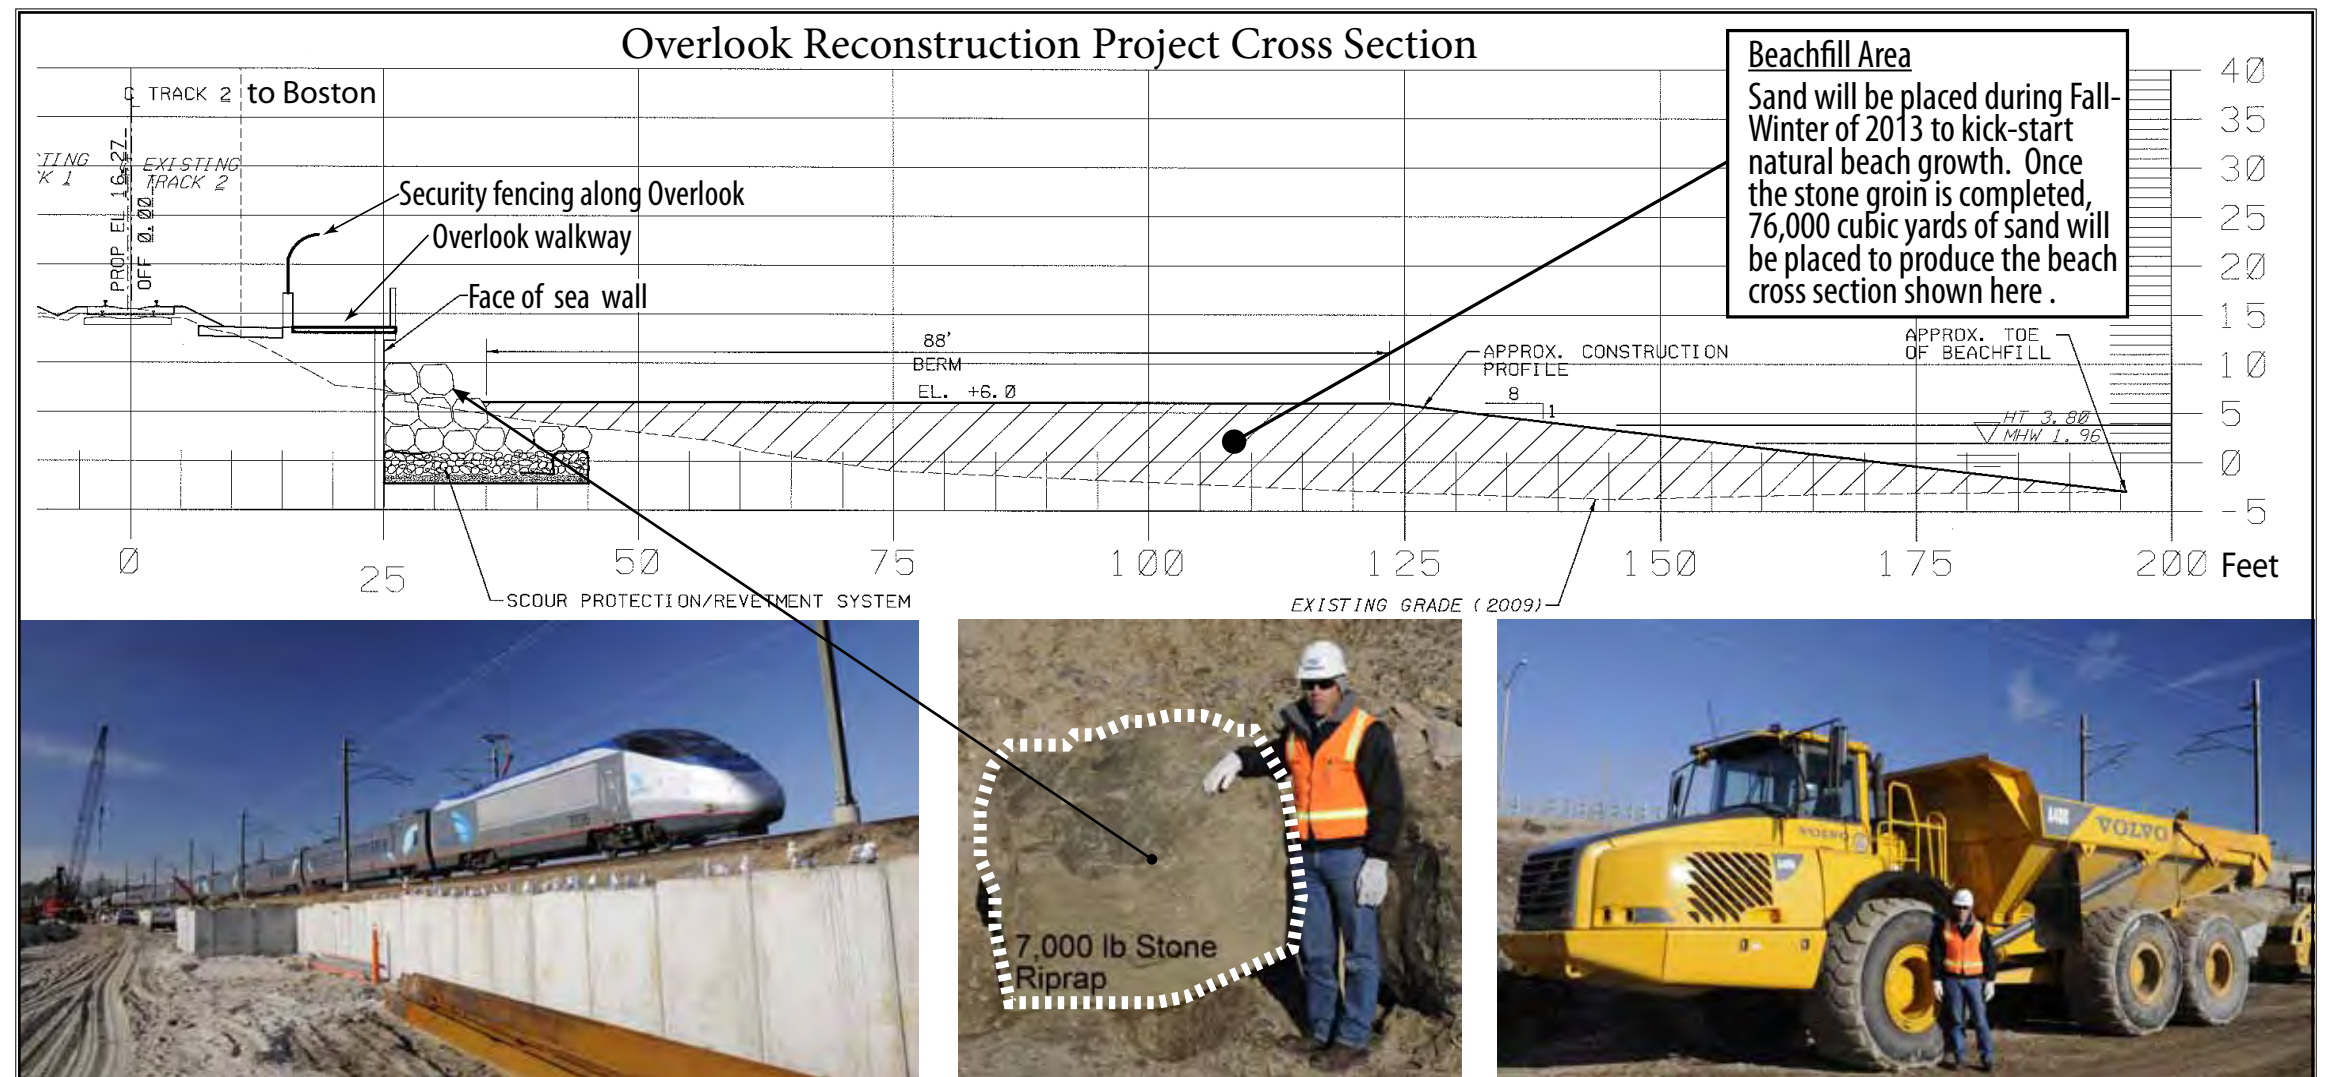 Overlook Reconstruction Project Cross Section
Beachfill Area
Sand will be placed during Fall-
Winter of 2013 to kick-start
natural beach growth. Once
the stone groin is completed,
76,000 cubic yards of sand will
be placed to produce the beach
cross section shown here .
TRACK 2 to Boston
TING
K 1
EXISTING
TRACK 2
PROP EL 16.27
OFF 0.00
Security fencing along Overlook
Overlook walkway
Face of sea wall
88'
BERM
EL. +6.0
APPROX. CONSTRUCTION
PROFILE
8
1
APPROX. TOE
OF BEACHFILL
HT 3.80
MHW 1.96
40
35
30
25
20
15
10
5
0
-5
0
25
50
75
100
125
150
175
200 Feet
SCOUR PROTECTION/REVETMENT SYSTEM
EXISTING GRADE (2009)
7,000 lb Stone
Riprap
VOLVO
VOLVO